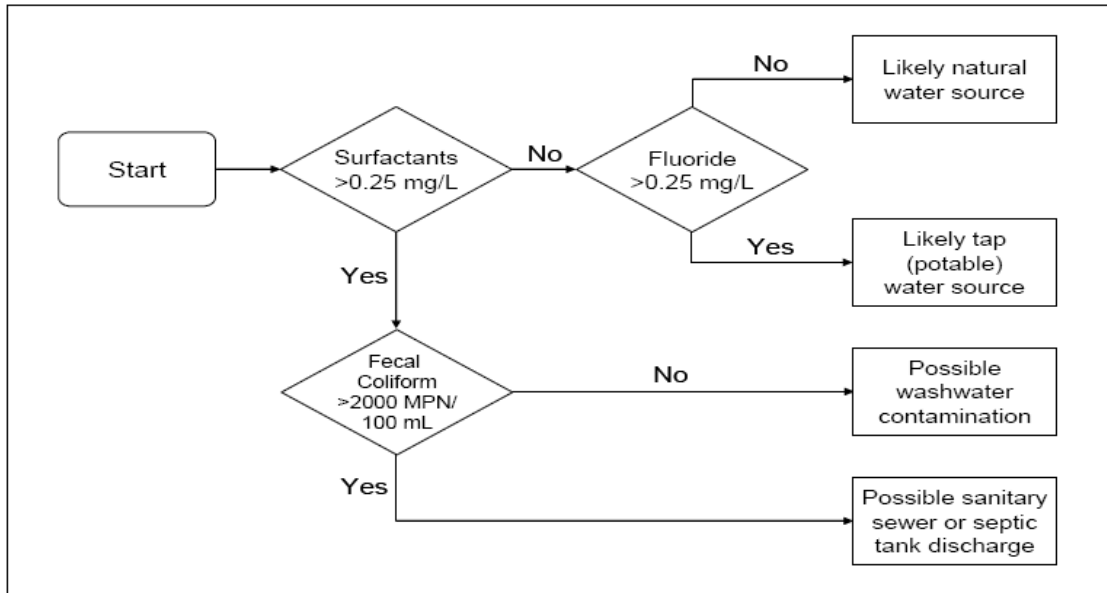 Start
Surfactants
>0.25 mg/L
No
Fluoride
>0.25 mg/L
No
Likely natural
water source
Yes
Likely tap
(potable)
water source
Yes
Fecal
Coliform
>2000 MPN/
100 mL
No
Possible
washwater
contamination
Yes
Possible sanitary
sewer or septic
tank discharge